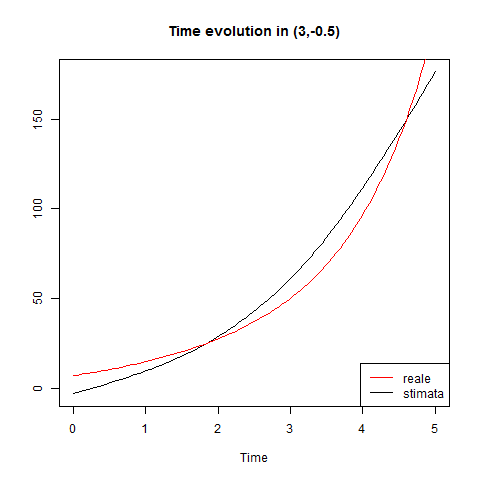 Time evolution in (3,-0.5)
150
100
50
0
reale
stimata
0 1 2 3 4 5
Time